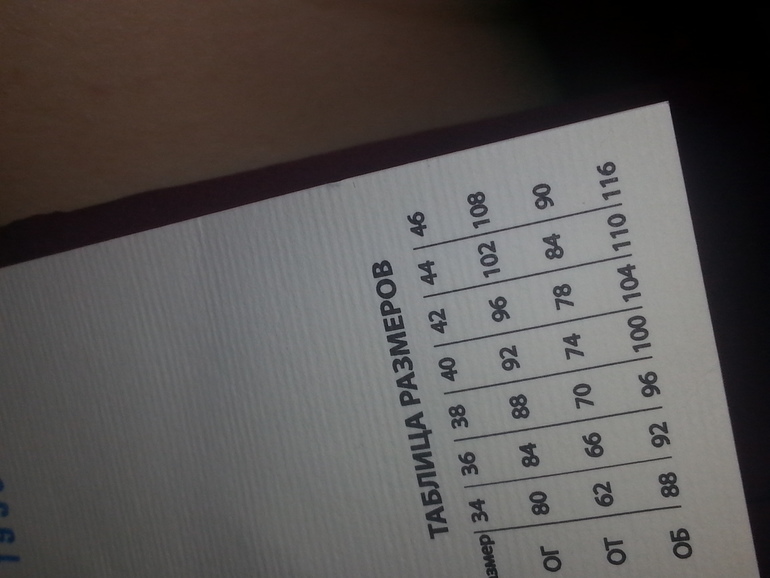 ТАБЛИЦА РАЗМЕРОВ
34 36 38 40 42 44 46
ОГ 80 84 88 92 96 102 108
ОТ 62 66 70 74 78 84 90
ОБ 88 92 96 100 104 110 116